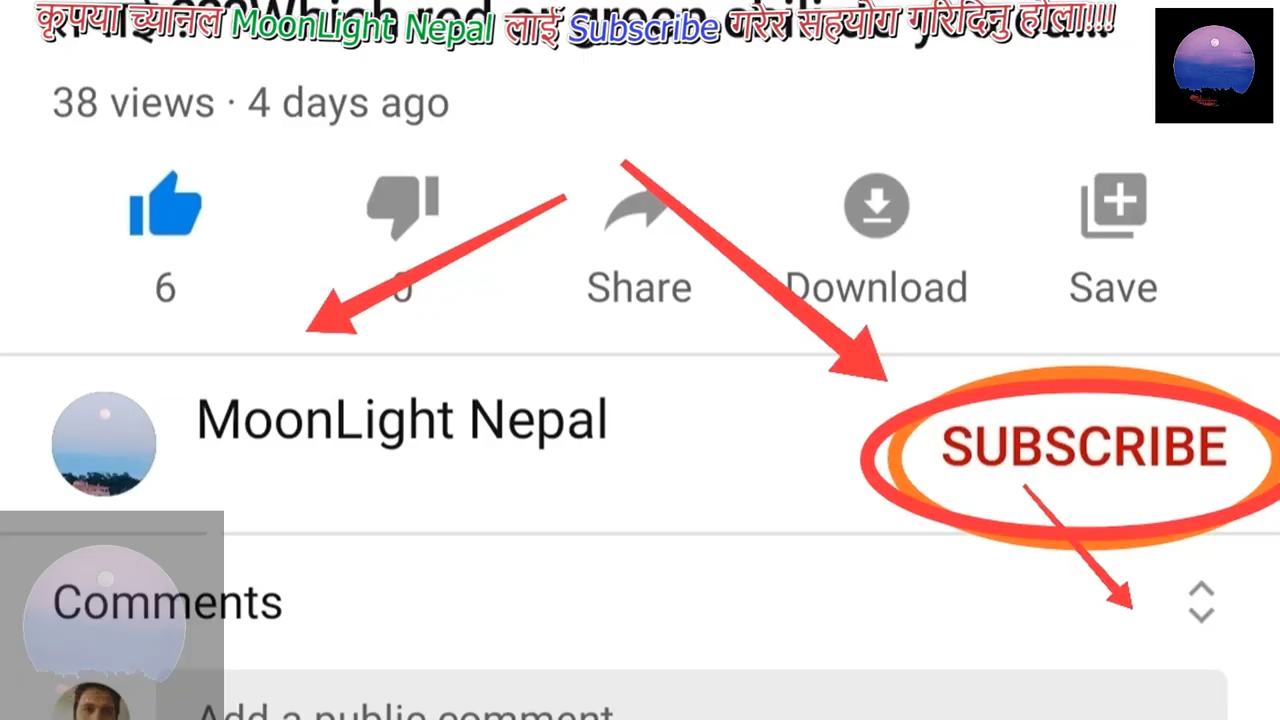 कृपया च्यानल MoonLight Nepal लाई Subscribe गरेर सहयोग गरिदिनु होला!!!
38 views · 4 days ago
6
0
Share
Download
Save
MoonLight Nepal
SUBSCRIBE
Comments
Add a public comment